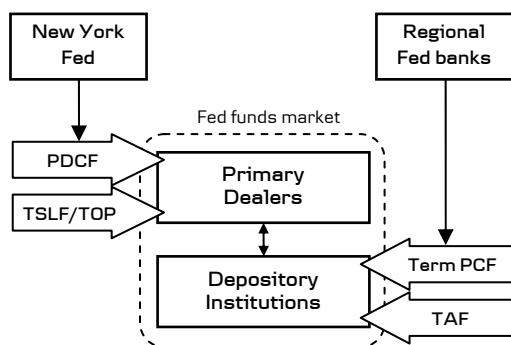 New York
Fed
Regional
Fed banks
Fed funds market
PDCF
Primary
Dealers
TSLF/TOP
Depository
Institutions
Term PCF
TAF